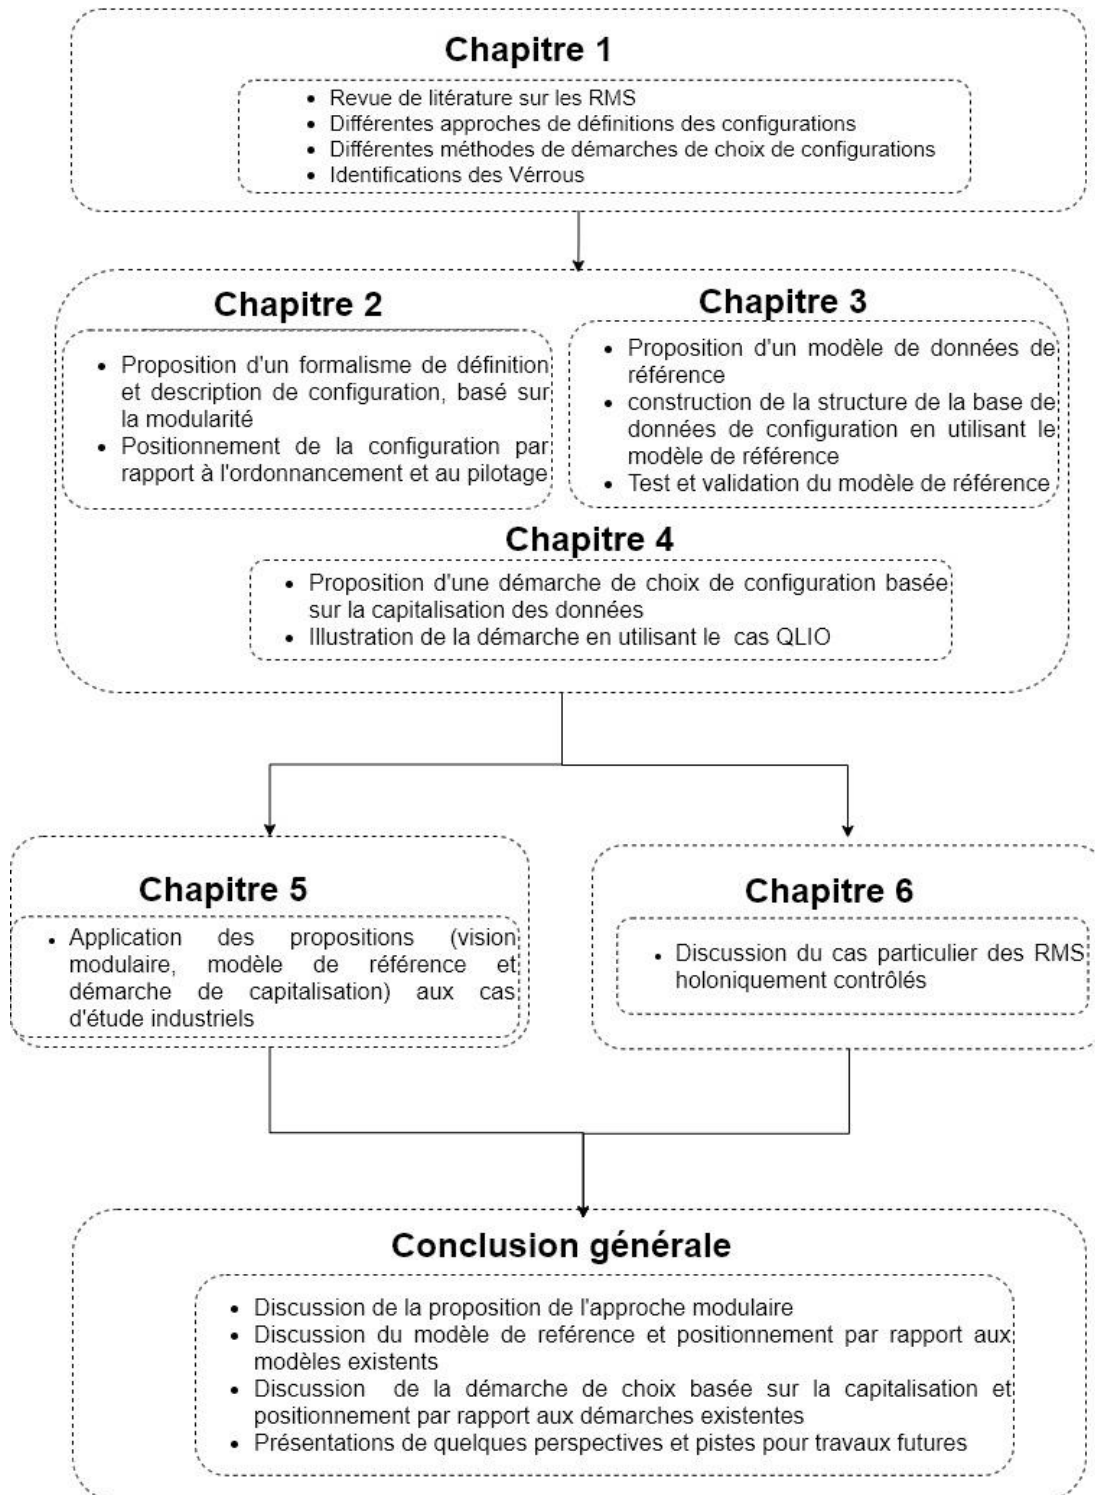 Chapitre 1
• Revue de litérature sur les RMS
• Différentes approches de définitions des configurations
• Différentes méthodes de démarches de choix de configurations
• Identifications des Vérrous
Chapitre 2
• Proposition d'un formalisme de définition
et description de configuration, basé sur
la modularité
• Positionnement de la configuration par
rapport à l'ordonnancement et au pilotage
Chapitre 3
• Proposition d'un modèle de données de
référence
• construction de la structure de la base de
données de configuration en utilisant le
modèle de référence
• Test et validation du modèle de référence
Chapitre 4
• Proposition d'une démarche de choix de configuration basée
sur la capitalisation des données
• Illustration de la démarche en utilisant le cas QLIO
Chapitre 5
• Application des propositions (vision
modulaire, modèle de référence et
démarche de capitalisation) aux cas
d'étude industriels
Chapitre 6
• Discussion du cas particulier des RMS
holoniquement contrôlés
Conclusion générale
• Discussion de la proposition de l'approche modulaire
• Discussion du modèle de reférence et positionnement par rapport aux
modèles existents
• Discussion de la démarche de choix basée sur la capitalisation et
positionnement par rapport aux démarches existentes
• Présentations de quelques perspectives et pistes pour travaux futures